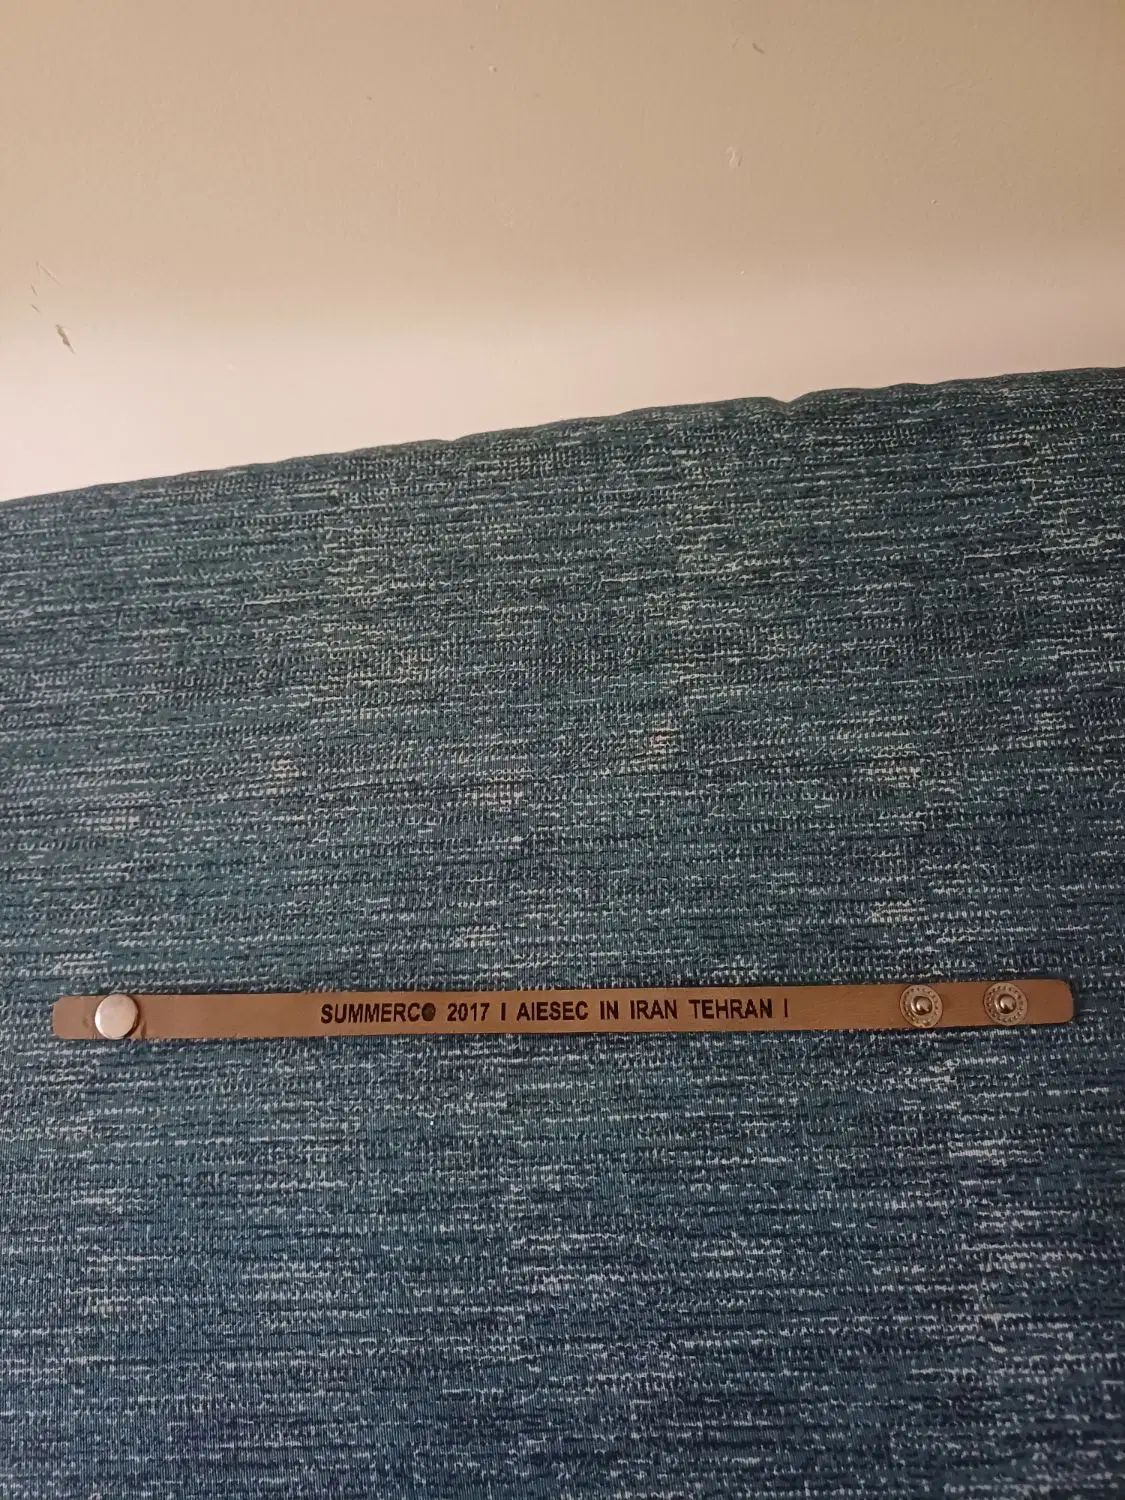 SUMMERCO 2017 | AIESEC IN IRAN TEHRAN |